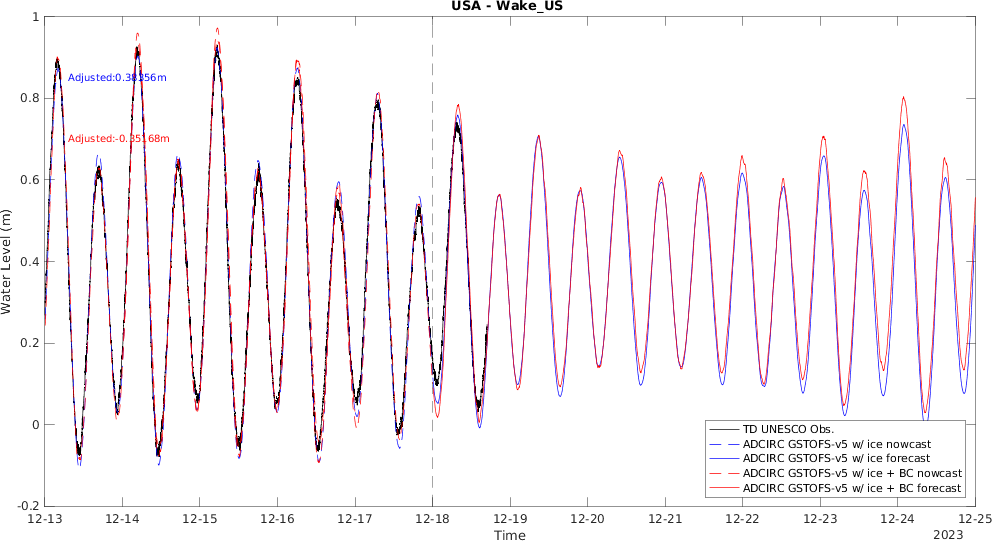 USA - Wake_US
1
0.8
0.6
0.4
0.2
0
-0.2
Water Level (m)
Adjusted:0.38356m
Adjusted:-0.35168m
TD UNESCO Obs.
ADCIRC GSTOFS-v5 w/ ice nowcast
ADCIRC GSTOFS-v5 w/ ice forecast
ADCIRC GSTOFS-v5 w/ ice + BC nowcast
ADCIRC GSTOFS-v5 w/ ice + BC forecast
12-13 12-14 12-15 12-16 12-17 12-18 12-19 12-20 12-21 12-22 12-23 12-24 12-25
Time
2023